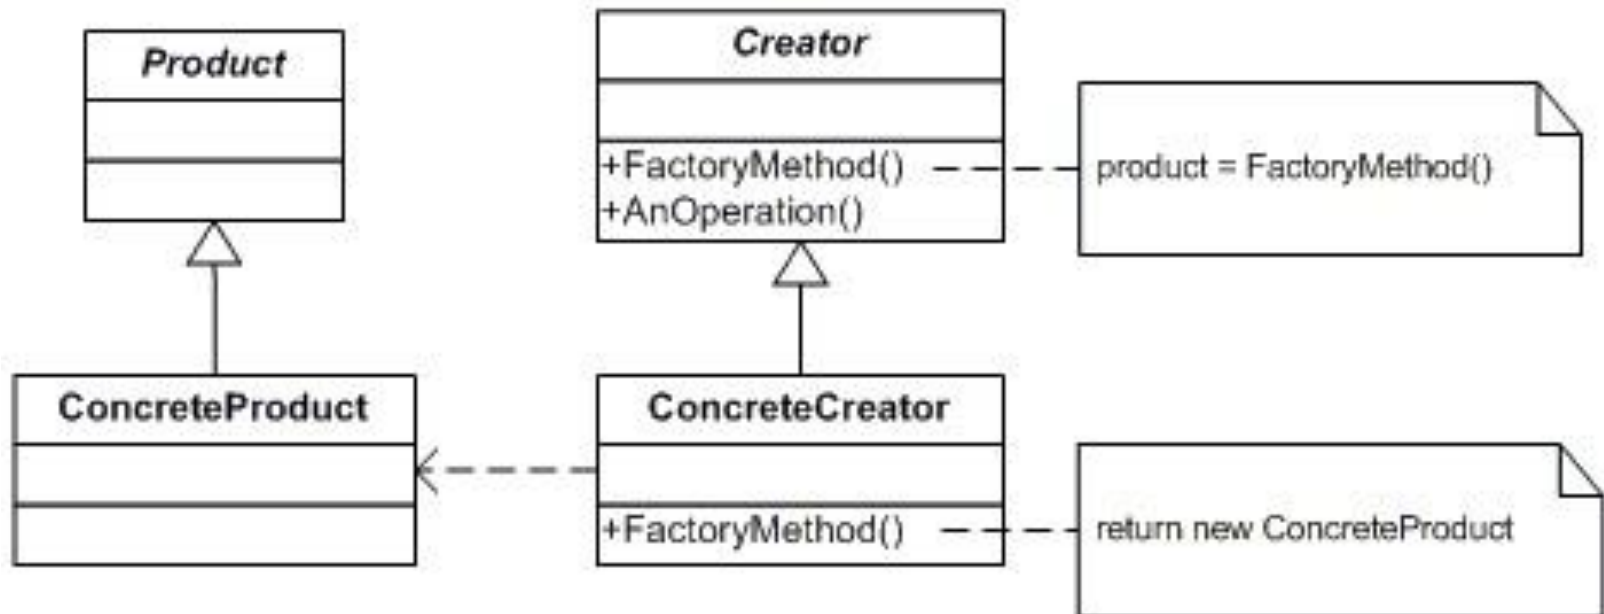 Product
Creator
+FactoryMethod()
+AnOperation()
product = FactoryMethod()
ConcreteProduct
ConcreteCreator
+FactoryMethod()
return new ConcreteProduct